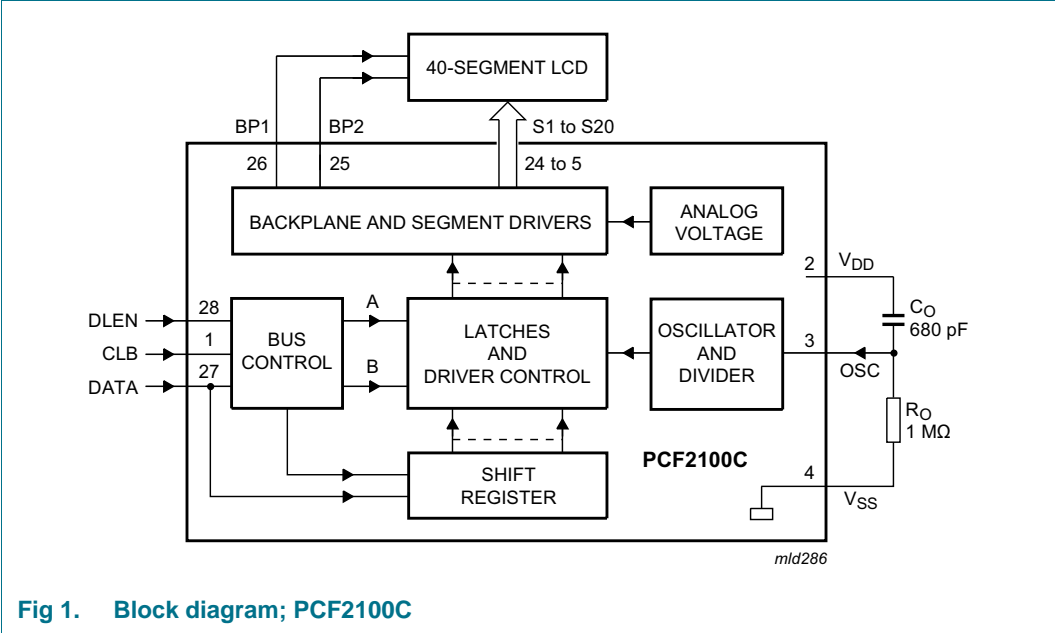 40-SEGMENT LCD
BP1
BP2
S1 to S20
26
25
24 to 5
BACKPLANE AND SEGMENT DRIVERS
ANALOG
VOLTAGE
2
VDD
CO
680 pF
DLEN
28
CLB
1
DATA
27
BUS
CONTROL
A
B
LATCHES
AND
DRIVER CONTROL
OSCILLATOR
AND
DIVIDER
3
OSC
RO
1 MΩ
SHIFT
REGISTER
PCF2100C
4
VSS
mld286
Fig 1. Block diagram; PCF2100C